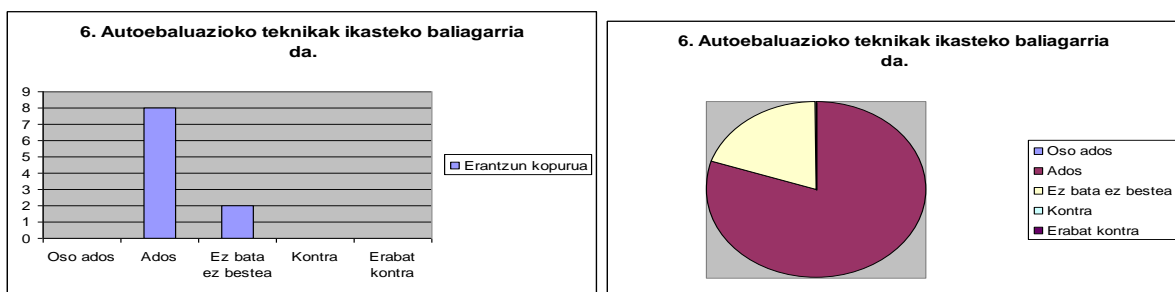 6. Autoebaluazioko teknikak ikasteko baliagarria
da.
9
8
7
6
5
4
3
2
1
0
Oso ados
Ados
Ez bata
ez bestea
Kontra
Erabat
kontra
Erantzun kopurua
6. Autoebaluazioko teknikak ikasteko baliagarria
da.
Oso ados
Ados
Ez bata ez bestea
Kontra
Erabat kontra